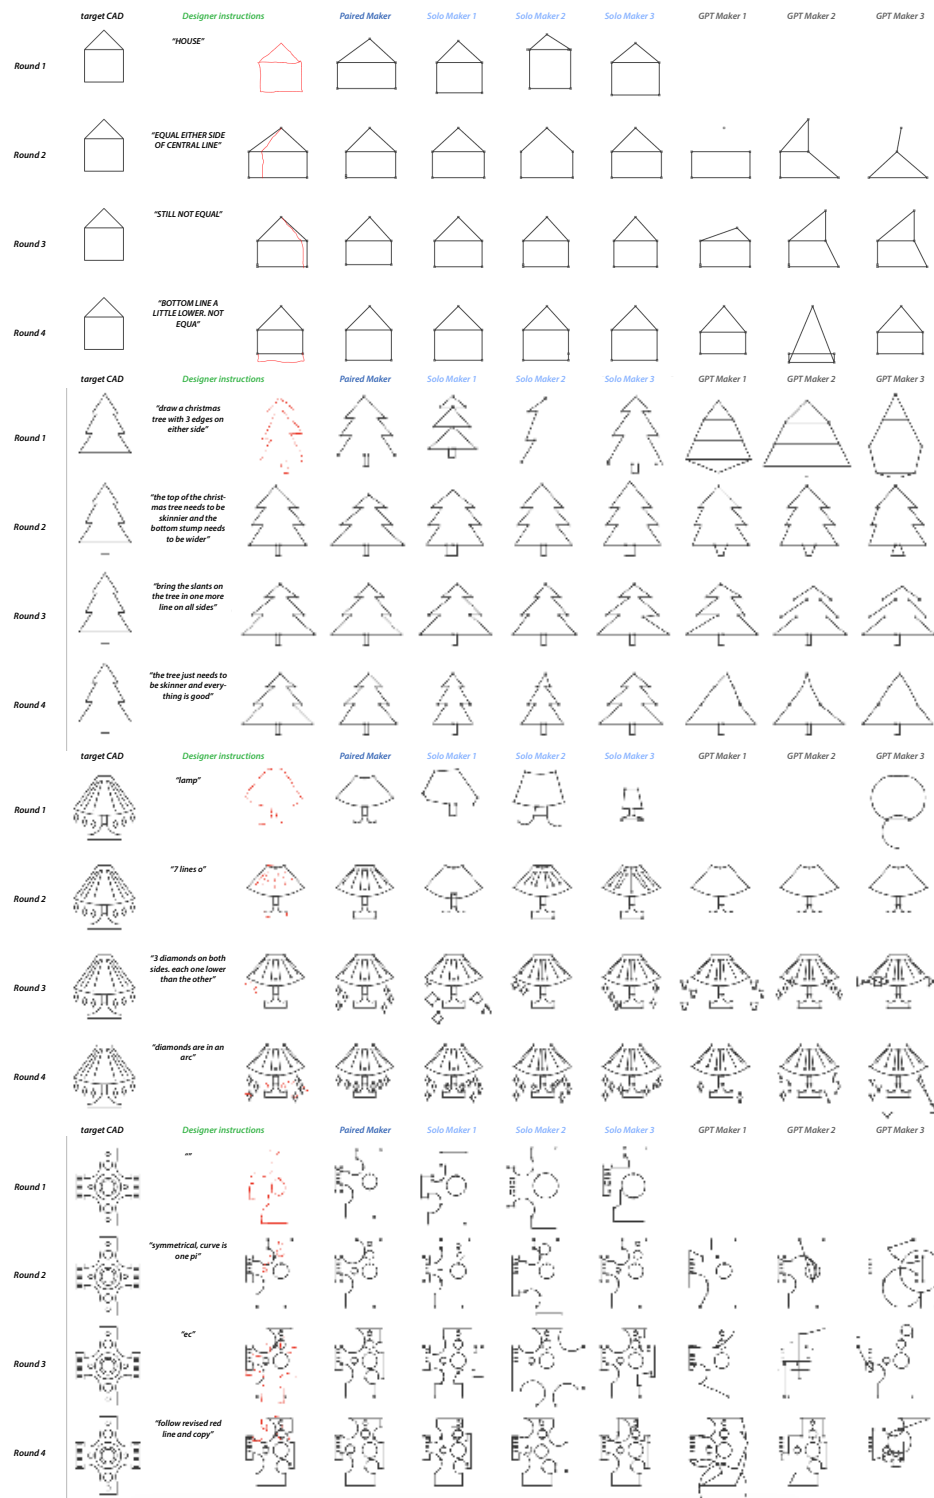 target CAD Designer instructions Paired Maker Solo Maker 1 Solo Maker 2 Solo Maker 3 GPT Maker 1 GPT Maker 2 GPT Maker 3
Round 1
"HOUSE"
Round 2
"EQUAL EITHER SIDE
OF CENTRAL LINE"
Round 3
"STILL NOT EQUAL"
Round 4
"BOTTOM LINE A
LITTLE LOWER. NOT
EQUA"
target CAD Designer instructions Paired Maker Solo Maker 1 Solo Maker 2 Solo Maker 3 GPT Maker 1 GPT Maker 2 GPT Maker 3
Round 1
"draw a christmas
tree with 3 edges on
either side"
Round 2
"the top of the christ-
mas tree needs to be
skinnier and the
bottom stump needs
to be wider"
Round 3
"bring the slants on
the tree in one more
line on all sides"
Round 4
"the tree just needs to
be skinner and every-
thing is good"
target CAD Designer instructions Paired Maker Solo Maker 1 Solo Maker 2 Solo Maker 3 GPT Maker 1 GPT Maker 2 GPT Maker 3
Round 1
"lamp"
Round 2
"7 lines o"
Round 3
"3 diamonds on both
sides. each one lower
than the other"
Round 4
"diamonds are in an
arc"
target CAD Designer instructions Paired Maker Solo Maker 1 Solo Maker 2 Solo Maker 3 GPT Maker 1 GPT Maker 2 GPT Maker 3
Round 1
""
Round 2
"symmetrical, curve is
one pi"
Round 3
"ec"
Round 4
"follow revised red
line and copy"